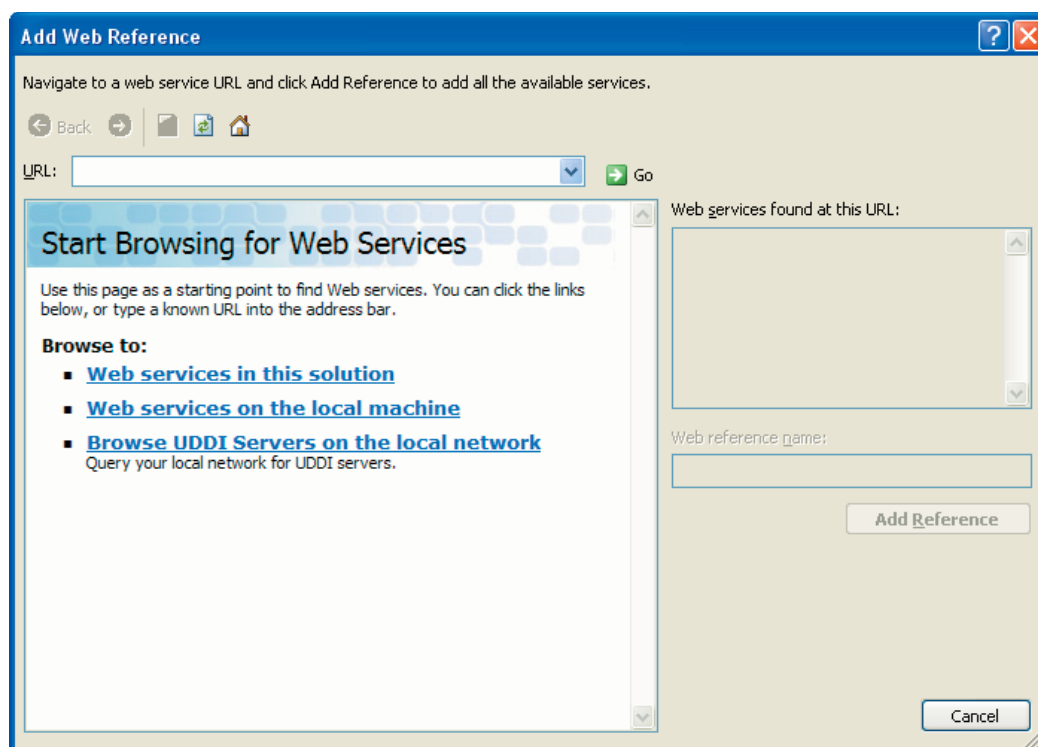 Add Web Reference
Navigate to a web service URL and click Add Reference to add all the available services.
Back
URL:
Go
Start Browsing for Web Services
Use this page as a starting point to find Web services. You can click the links
below, or type a known URL into the address bar.
Browse to:
Web services in this solution
Web services on the local machine
Browse UDDI Servers on the local network
Query your local network for UDDI servers.
Web services found at this URL:
Web reference name:
Add Reference
Cancel